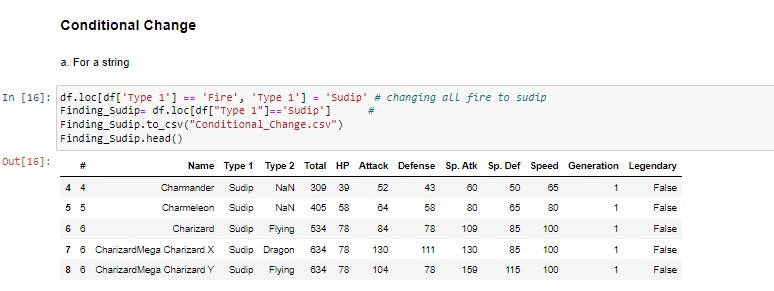 Conditional Change
a. For a string
In [16]: df.loc[df['Type 1'] == 'Fire', 'Type 1'] = 'Sudip' # changing all fire to sudip
Finding_Sudip= df.loc[df["Type 1"]=='Sudip'] #
Finding_Sudip.to_csv("Conditional_Change.csv")
Finding_Sudip.head()
Out[16]:
# Name Type 1 Type 2 Total HP Attack Defense Sp. Atk Sp. Def Speed Generation Legendary
4 4 Charmander Sudip NaN 309 39 52 43 60 50 65 1 False
5 5 Charmeleon Sudip NaN 405 58 64 58 80 65 80 1 False
6 6 Charizard Sudip Flying 534 78 84 78 109 85 100 1 False
7 6 CharizardMega Charizard X Sudip Dragon 634 78 130 111 130 85 100 1 False
8 6 CharizardMega Charizard Y Sudip Flying 634 78 104 78 159 115 100 1 False